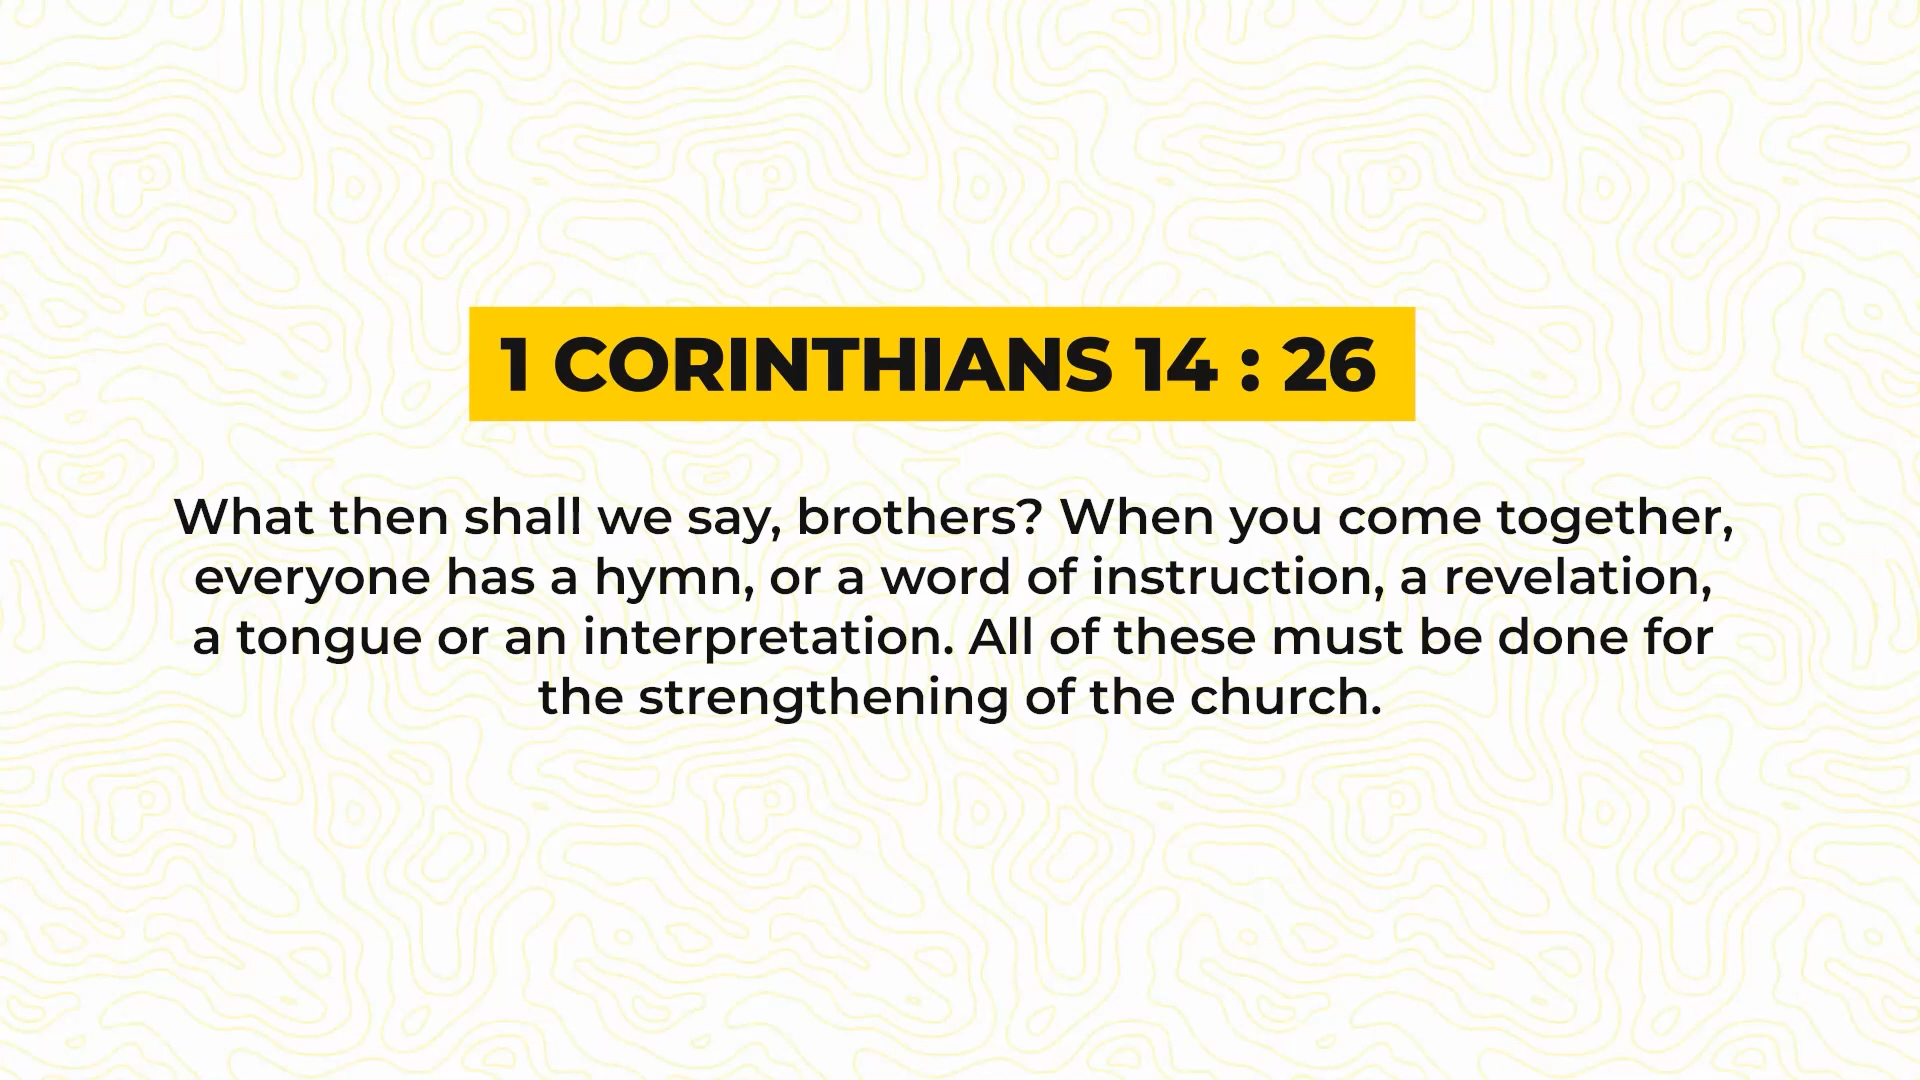 1 CORINTHIANS 14 : 26
What then shall we say, brothers? When you come together,
everyone has a hymn, or a word of instruction, a revelation,
a tongue or an interpretation. All of these must be done for
the strengthening of the church.